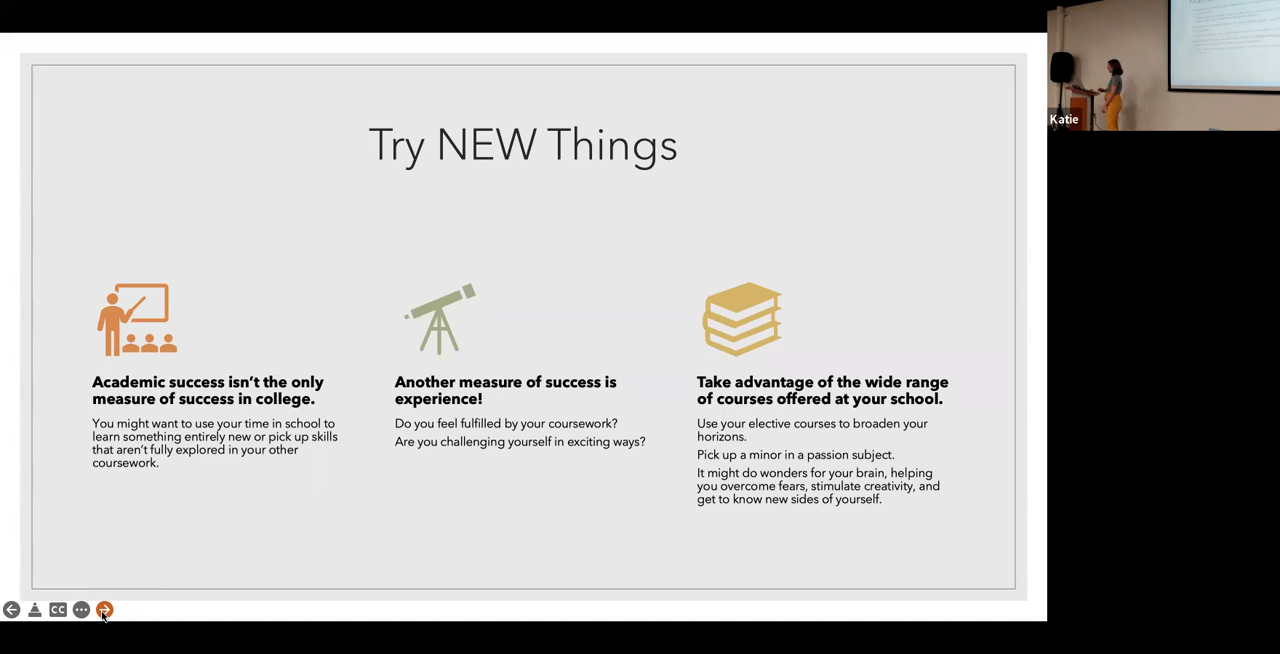 Try NEW Things
Academic success isn't the only
measure of success in college.
You might want to use your time in school to
learn something entirely new or pick up skills
that aren't fully explored in your other
coursework.
Another measure of success is
experience!
Do you feel fulfilled by your coursework?
Are you challenging yourself in exciting ways?
Take advantage of the wide range
of courses offered at your school.
Use your elective courses to broaden your
horizons.
Pick up a minor in a passion subject.
It might do wonders for your brain, helping
you overcome fears, stimulate creativity, and
get to know new sides of yourself.
CC
Katie